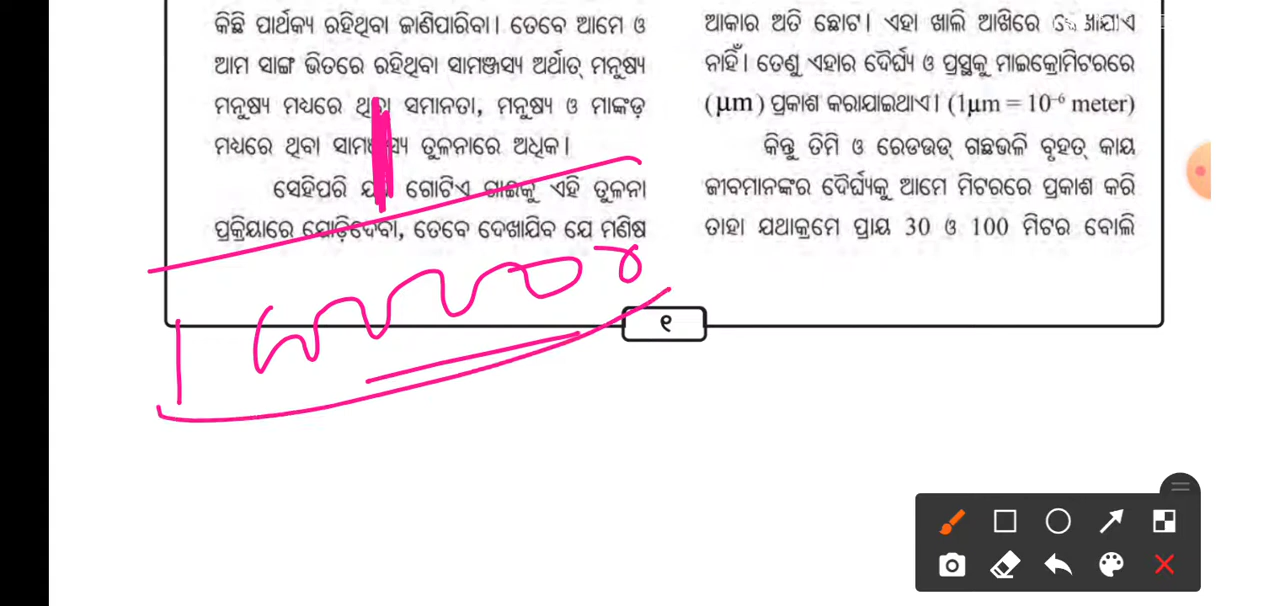 କିଛି ପାର୍ଥକ୍ୟ ରହିଥିବା ଜାଣିପାରିବା। ତେବେ ଆମେ ଓ
ଆମ ସାଙ୍ଗ ଭିତରେ ରହିଥିବା ସାମଞ୍ଜସ୍ୟ ଅର୍ଥାତ୍ ମନୁଷ୍ୟ
ମନୁଷ୍ୟ ମଧ୍ୟରେ ଥିବା ସମାନତା, ମନୁଷ୍ୟ ଓ ମାଙ୍କଡ଼
ମଧ୍ୟରେ ଥିବା ସାମଞ୍ଜସ୍ୟ ତୁଳନାରେ ଅଧିକ।
ସେହିପରି ଗୋଟିଏ ଗାଈକୁ ଏହି ତୁଳନା
ପ୍ରକ୍ରିୟାରେ ଯୋଡ଼ିଦେବା, ତେବେ ଦେଖାଯିବ ଯେ ମଣିଷ
ଆକାର ଅତି ଛୋଟ। ଏହା ଖାଲି ଆଖିରେ
ନାହିଁ। ତେଣୁ ଏହାର ଦୈର୍ଘ୍ୟ ଓ ପ୍ରସ୍ଥକୁ ମାଇକ୍ରୋମିଟରରେ
(μm) ପ୍ରକାଶ କରାଯାଇଥାଏ। (1μm = 10⁻⁶ meter)
କିନ୍ତୁ ତିମି ଓ ରେଡଉଡ୍ ଗଛଭଳି ବୃହତ୍ କାୟ
ଜୀବମାନଙ୍କର ଦୈର୍ଘ୍ୟକୁ ଆମେ ମିଟରରେ ପ୍ରକାଶ କରି
ତାହା ଯଥାକ୍ରମେ ପ୍ରାୟ 30 ଓ 100 ମିଟର ବୋଲି
୧